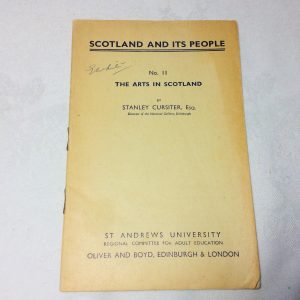 SCOTLAND AND ITS PEOPLE
No. 11
THE ARTS IN SCOTLAND
BY
STANLEY CURSITER, Esq.
Director of the National Gallery, Edinburgh
ST ANDREWS UNIVERSITY
REGIONAL COMMITTEE FOR ADULT EDUCATION
OLIVER AND BOYD, EDINBURGH & LONDON